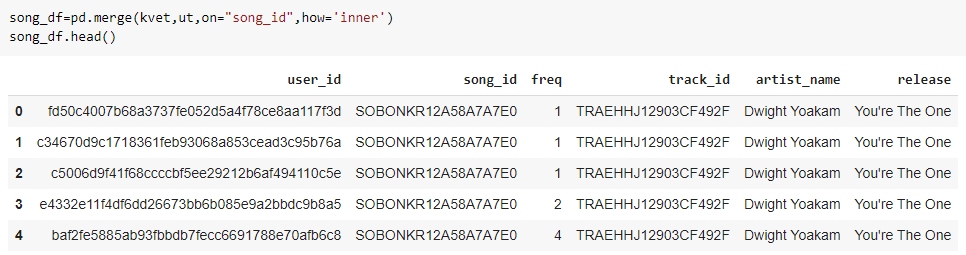 song_df=pd.merge(kvet,ut,on="song_id",how='inner')
song_df.head()
user_id song_id freq track_id artist_name release
0 fd50c4007b68a3737fe052d5a4f78ce8aa117f3d SOBONKR12A58A7A7E0 1 TRAEHHJ12903CF492F Dwight Yoakam You're The One
1 c34670d9c1718361feb93068a853cead3c95b76a SOBONKR12A58A7A7E0 1 TRAEHHJ12903CF492F Dwight Yoakam You're The One
2 c5006d9f41f68ccccbf5ee29212b6af494110c5e SOBONKR12A58A7A7E0 1 TRAEHHJ12903CF492F Dwight Yoakam You're The One
3 e4332e11f4df6dd26673bb6b085e9a2bbdc9b8a5 SOBONKR12A58A7A7E0 2 TRAEHHJ12903CF492F Dwight Yoakam You're The One
4 baf2fe5885ab93fbbdb7fecc6691788e70afb6c8 SOBONKR12A58A7A7E0 4 TRAEHHJ12903CF492F Dwight Yoakam You're The One